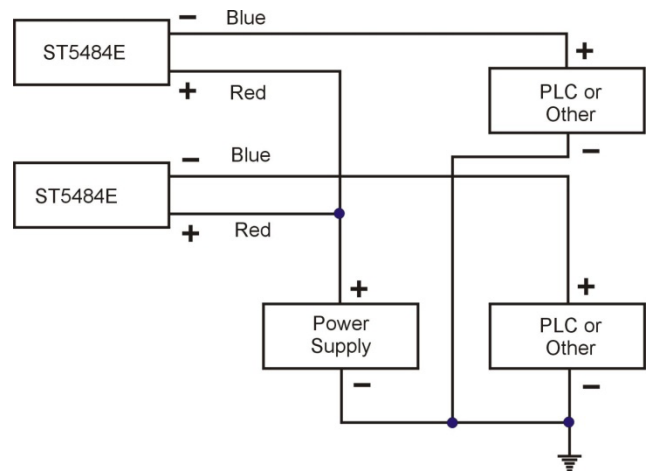 − Blue
ST5484E
+ Red
+
PLC or
Other
−
− Blue
ST5484E
+ Red
+
Power
Supply
−
+
PLC or
Other
−